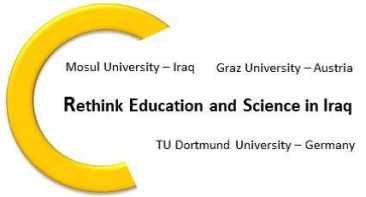 Mosul University – Iraq Graz University – Austria
Rethink Education and Science in Iraq
TU Dortmund University – Germany